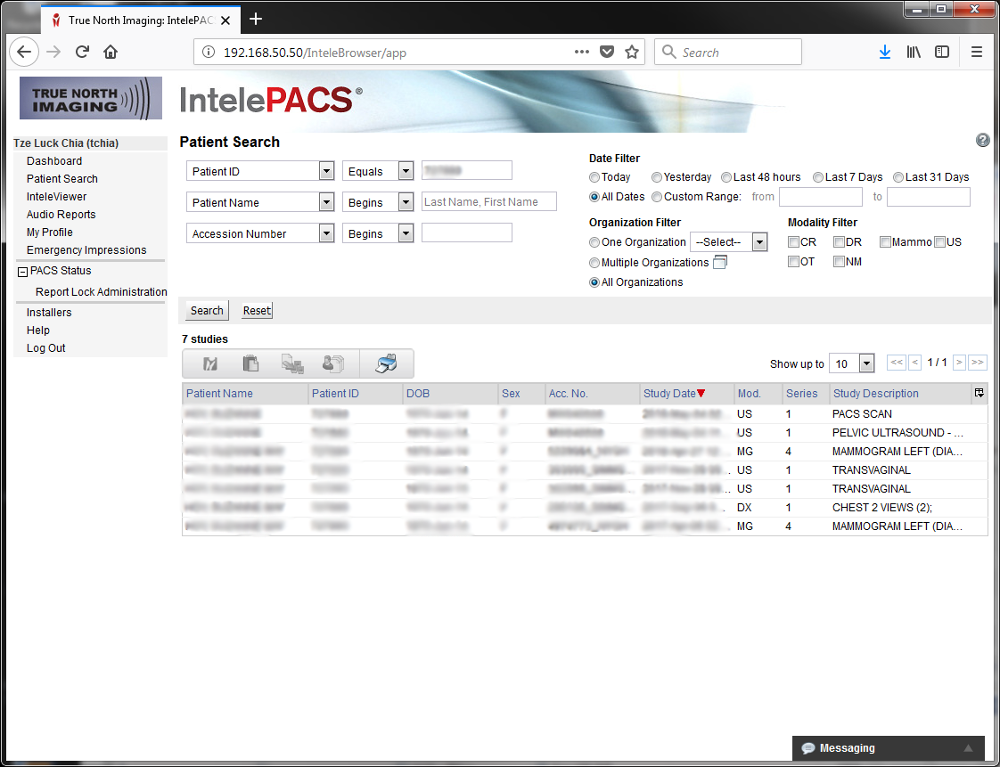 True North Imaging: IntelePAC
192.168.50.50/InteleBrowser/app
Search
TRUE NORTH
IMAGING
IntelePACS®
Tze Luck Chia (tchia)
Dashboard
Patient Search
InteleViewer
Audio Reports
My Profile
Emergency Impressions
PACS Status
Report Lock Administration
Installers
Help
Log Out
Patient Search
Patient ID Equals
Patient Name Begins Last Name, First Name
Accession Number Begins
Date Filter
Today Yesterday Last 48 hours Last 7 Days Last 31 Days
All Dates Custom Range: from to
Organization Filter Modality Filter
One Organization --Select-- CR DR Mammo US
Multiple Organizations OT NM
All Organizations
Search Reset
7 studies
Show up to 10 << < 1 / 1 > >>
Patient Name Patient ID DOB Sex Acc. No. Study Date Mod. Series Study Description
US 1 PACS SCAN
US 1 PELVIC ULTRASOUND - ...
MG 4 MAMMOGRAM LEFT (DIA...
US 1 TRANSVAGINAL
US 1 TRANSVAGINAL
DX 1 CHEST 2 VIEWS (2);
MG 4 MAMMOGRAM LEFT (DIA...
Messaging